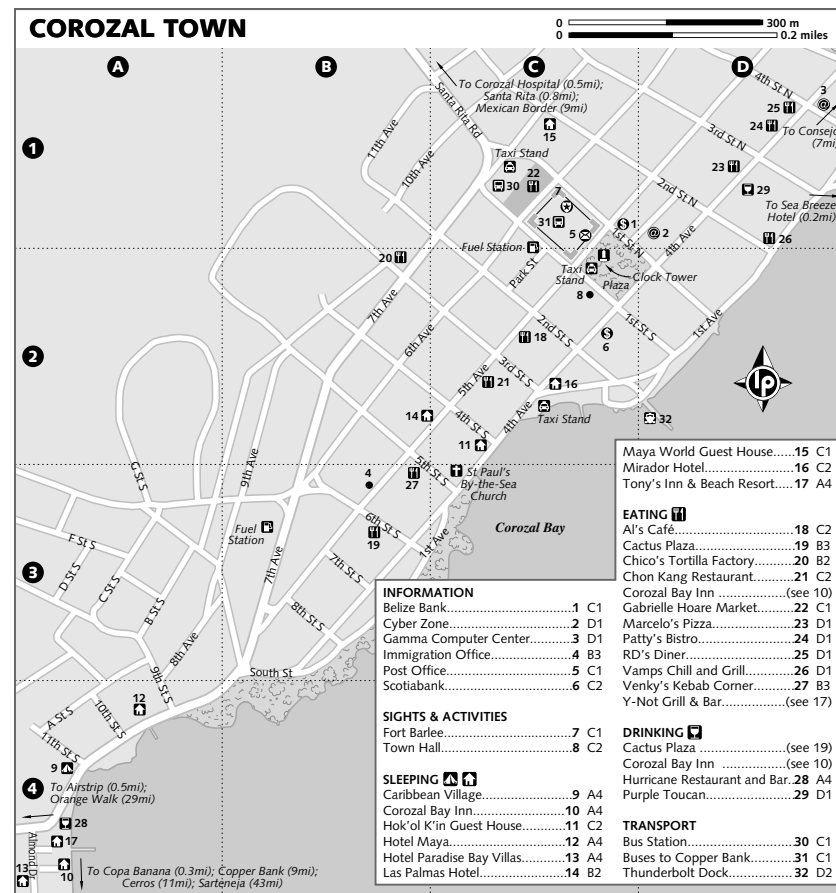 COROZAL TOWN
0 300 m
0 0.2 miles
A
B
C
D
1
2
3
4
To Corozal Hospital (0.5mi);
Santa Rita (0.8mi);
Mexican Border (9mi)
Santa Rita Rd
11th Ave
10th Ave
4th St N
3rd St N
2nd St N
1st St N
4th Ave
1st Ave
3
25
24
To Consejo
(7mi)
23
29
To Sea Breeze
Hotel (0.2mi)
26
15
Taxi Stand
22
30
7
31
5
1
2
Fuel Station
20
Park St
Taxi
Stand
Plaza
Clock Tower
8
7th Ave
6th Ave
5th Ave
4th Ave
2nd St S
1st St S
3rd St S
4th St S
5th St S
6th St S
7th St S
8th St S
18
6
21
16
Taxi Stand
32
14
11
4
27
St Paul's
By-the-Sea
Church
lp
G St S
9th Ave
Fuel
Station
7th Ave
19
1st Ave
Corozal Bay
F St S
D St S
C St S
B St S
8th Ave
9th St S
South St
12
A St S
10th St S
11th St S
9
To Airstrip (0.5mi);
Orange Walk (29mi)
28
17
13
10
Almond Dr
To Copa Banana (0.3mi); Copper Bank (9mi);
Cerros (11mi); Sarteneja (43mi)
INFORMATION
Belize Bank 1 C1
Cyber Zone 2 D1
Gamma Computer Center 3 D1
Immigration Office 4 B3
Post Office 5 C1
Scotiabank 6 C2
SIGHTS & ACTIVITIES
Fort Barlee 7 C1
Town Hall 8 C2
SLEEPING
Caribbean Village 9 A4
Corozal Bay Inn 10 A4
Hok'ol K'in Guest House 11 C2
Hotel Maya 12 A4
Hotel Paradise Bay Villas 13 A4
Las Palmas Hotel 14 B2
Maya World Guest House 15 C1
Mirador Hotel 16 C2
Tony's Inn & Beach Resort 17 A4
EATING
Al's Café 18 C2
Cactus Plaza 19 B3
Chico's Tortilla Factory 20 B2
Chon Kang Restaurant 21 C2
Corozal Bay Inn (see 10)
Gabrielle Hoare Market 22 C1
Marcelo's Pizza 23 D1
Patty's Bistro 24 D1
RD's Diner 25 D1
Vamps Chill and Grill 26 D1
Venky's Kebab Corner 27 B3
Y-Not Grill & Bar (see 17)
DRINKING
Cactus Plaza (see 19)
Corozal Bay Inn (see 10)
Hurricane Restaurant and Bar 28 A4
Purple Toucan 29 D1
TRANSPORT
Bus Station 30 C1
Buses to Copper Bank 31 C1
Thunderbolt Dock 32 D2